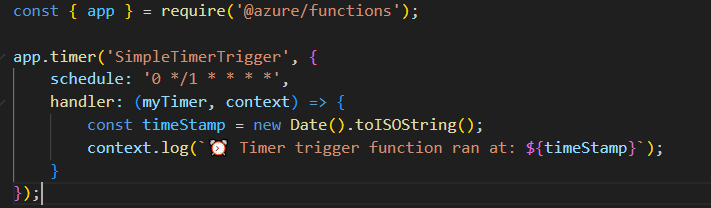 const { app } = require('@azure/functions');
app.timer('SimpleTimerTrigger', {
    schedule: '0 */1 * * * *',
    handler: (myTimer, context) => {
        const timeStamp = new Date().toISOString();
        context.log(`⏰ Timer trigger function ran at: ${timeStamp}`);
    }
});